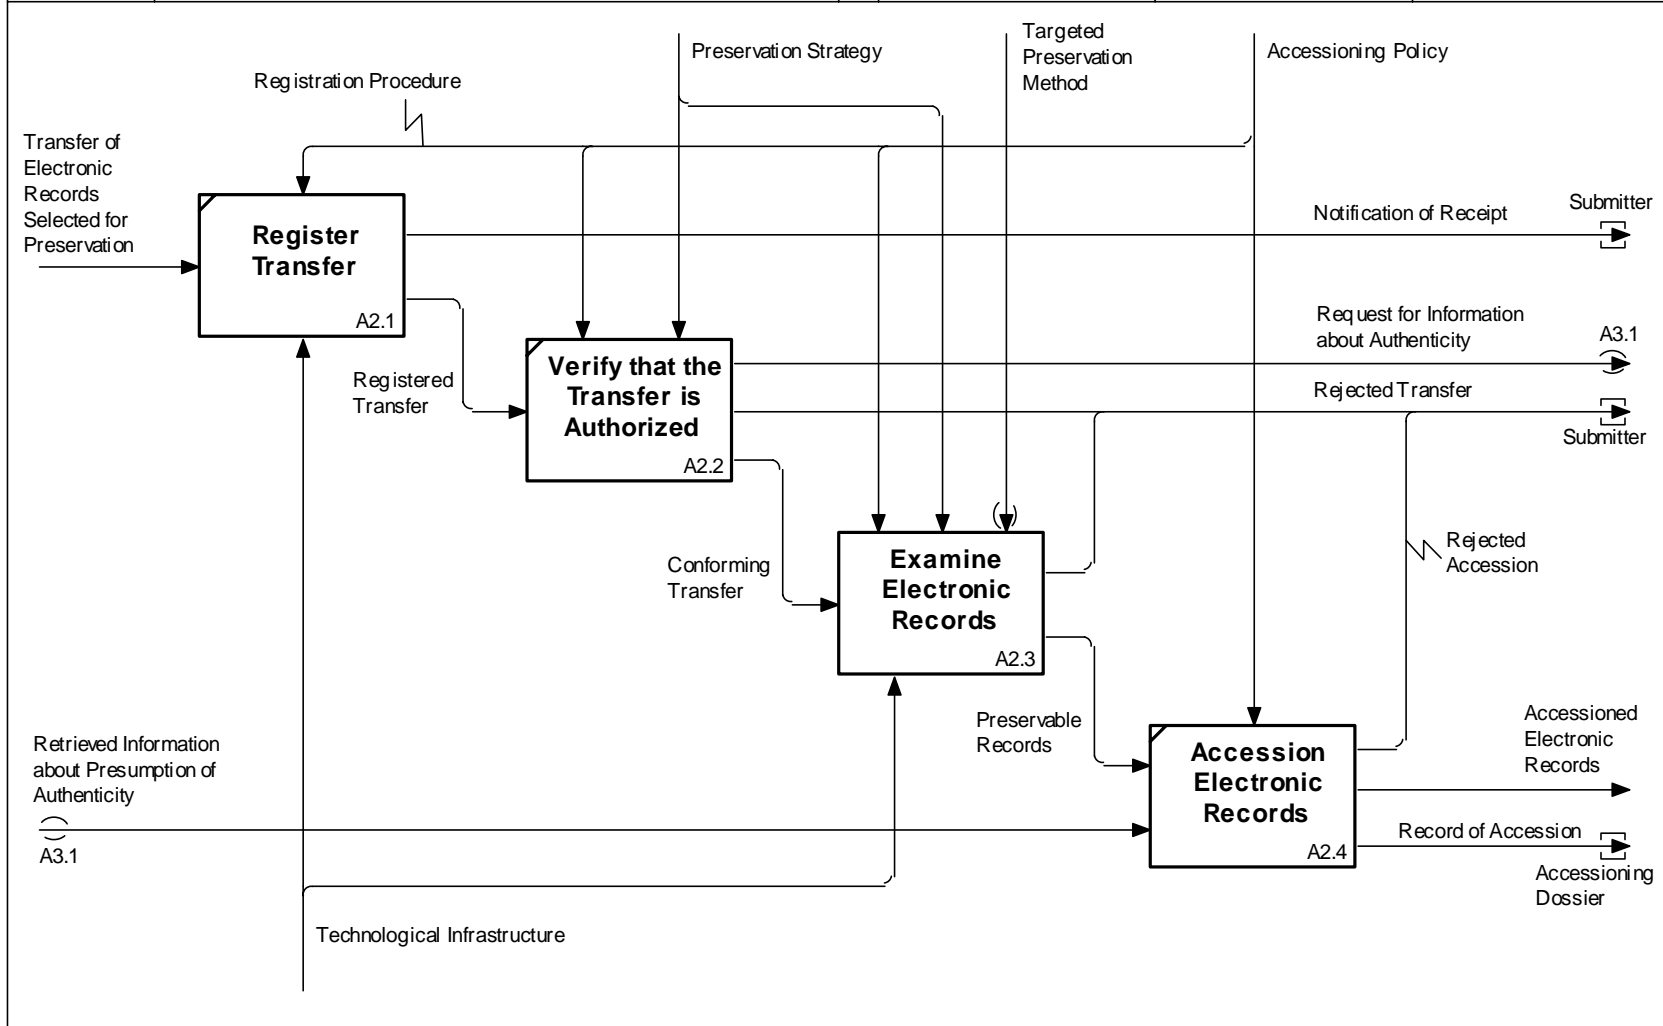 Preservation Strategy
Targeted
Preservation
Method
Accessioning Policy
Registration Procedure
Transfer of
Electronic
Records
Selected for
Preservation
Register
Transfer
A2.1
Notification of Receipt
Submitter
Request for Information
about Authenticity
A3.1
Registered
Transfer
Verify that the
Transfer is
Authorized
A2.2
Rejected Transfer
Submitter
Conforming
Transfer
Examine
Electronic
Records
A2.3
Rejected
Accession
Preservable
Records
Accession
Electronic
Records
A2.4
Accessioned
Electronic
Records
Retrieved Information
about Presumption of
Authenticity
A3.1
Record of Accession
Accessioning
Dossier
Technological Infrastructure